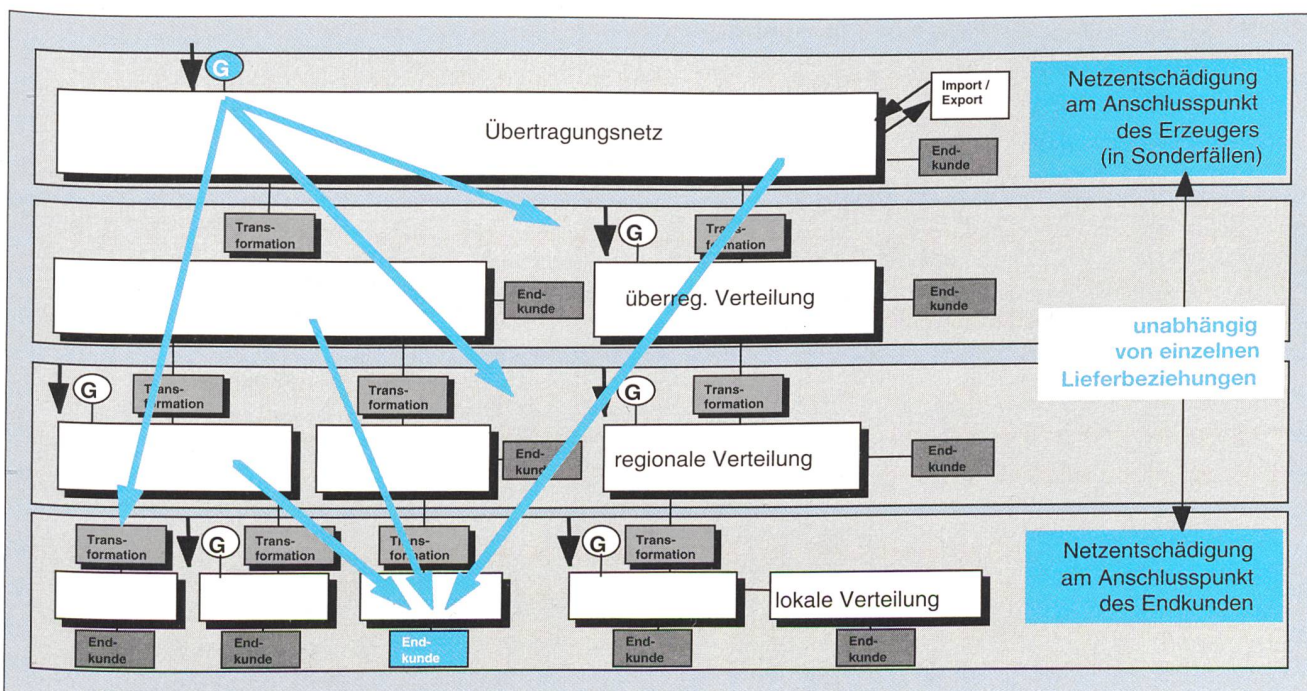 G
Übertragungsnetz
Import /
Export
End-
kunde
Netzentschädigung
am Anschlusspunkt
des Erzeugers
(in Sonderfällen)
Trans-
formation
G
Trans-
formation
End-
kunde
überreg. Verteilung
End-
kunde
unabhängig
von einzelnen
Lieferbeziehungen
G
Trans-
formation
Trans-
formation
G
Trans-
formation
End-
kunde
regionale Verteilung
End-
kunde
Trans-
formation
G
Trans-
formation
Trans-
formation
G
Trans-
formation
Netzentschädigung
am Anschlusspunkt
des Endkunden
lokale Verteilung
End-
kunde
End-
kunde
End-
kunde
End-
kunde
End-
kunde